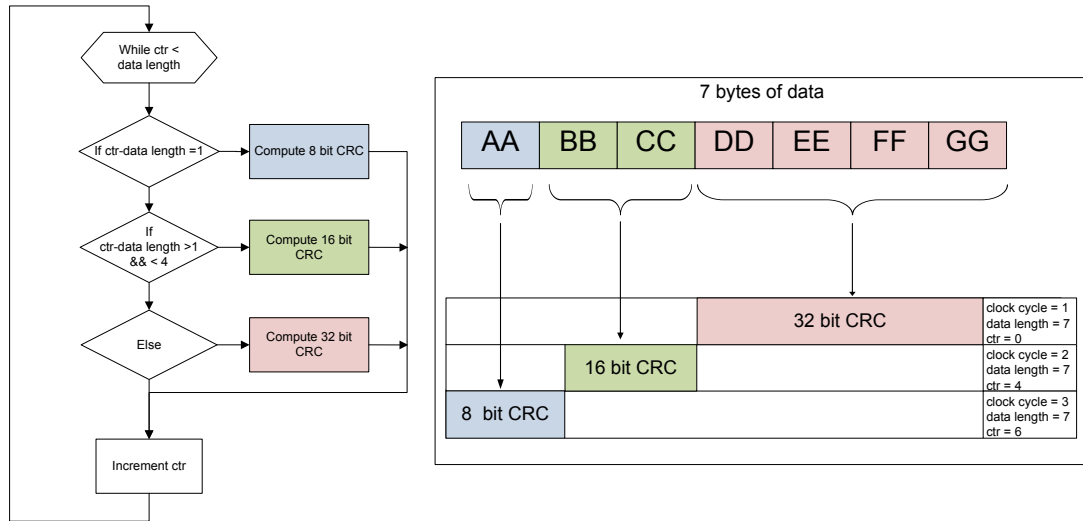 While ctr <
data length
If ctr-data length =1
Compute 8 bit CRC
If
ctr-data length >1
&& < 4
Compute 16 bit
CRC
Else
Compute 32 bit
CRC
Increment ctr
7 bytes of data
AA BB CC DD EE FF GG
32 bit CRC
clock cycle = 1
data length = 7
ctr = 0
16 bit CRC
clock cycle = 2
data length = 7
ctr = 4
8 bit CRC
clock cycle = 3
data length = 7
ctr = 6